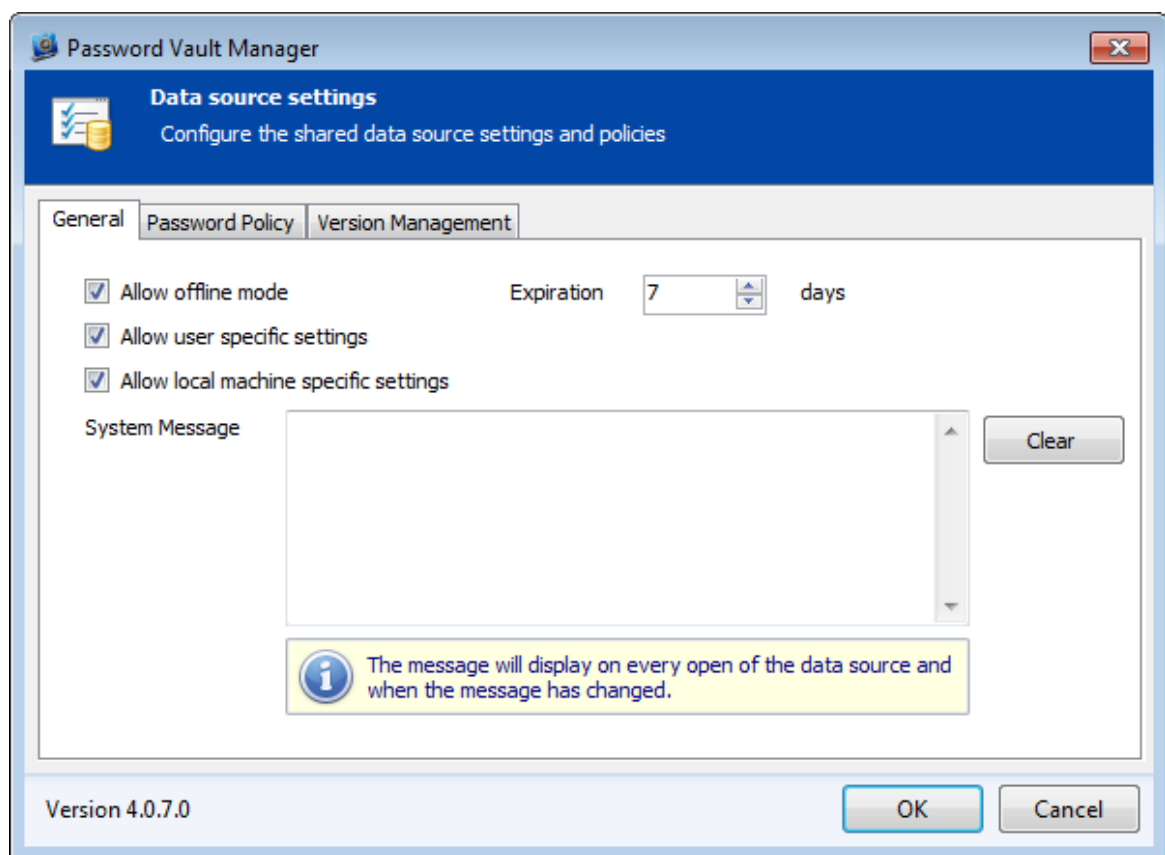 Password Vault Manager
Data source settings
Configure the shared data source settings and policies
General Password Policy Version Management
Allow offline mode Expiration 7 days
Allow user specific settings
Allow local machine specific settings
System Message Clear
The message will display on every open of the data source and
when the message has changed.
Version 4.0.7.0 OK Cancel